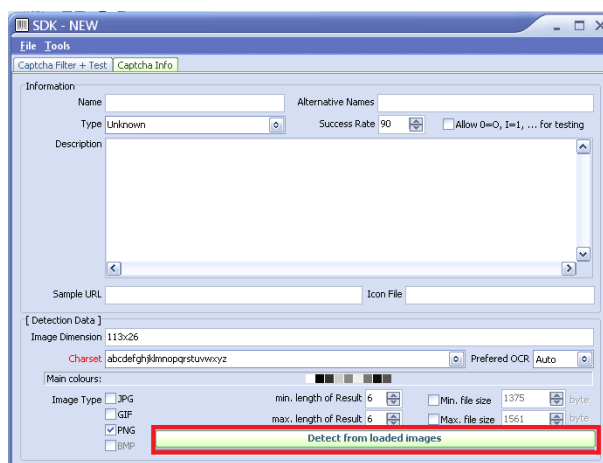 SDK - NEW
File Tools
Captcha Filter + Test Captcha Info
Information
Name Alternative Names
Type Unknown Success Rate 90 Allow 0=O, I=1, ... for testing
Description
Sample URL Icon File
[ Detection Data ]
Image Dimension 113x26
Charset abcdefghjklmnopqrstuvwxyz Prefered OCR Auto
Main colours:
Image Type JPG min. length of Result 6 Min. file size 1375 byte
GIF max. length of Result 6 Max. file size 1561 byte
PNG
Detect from loaded images
BMP